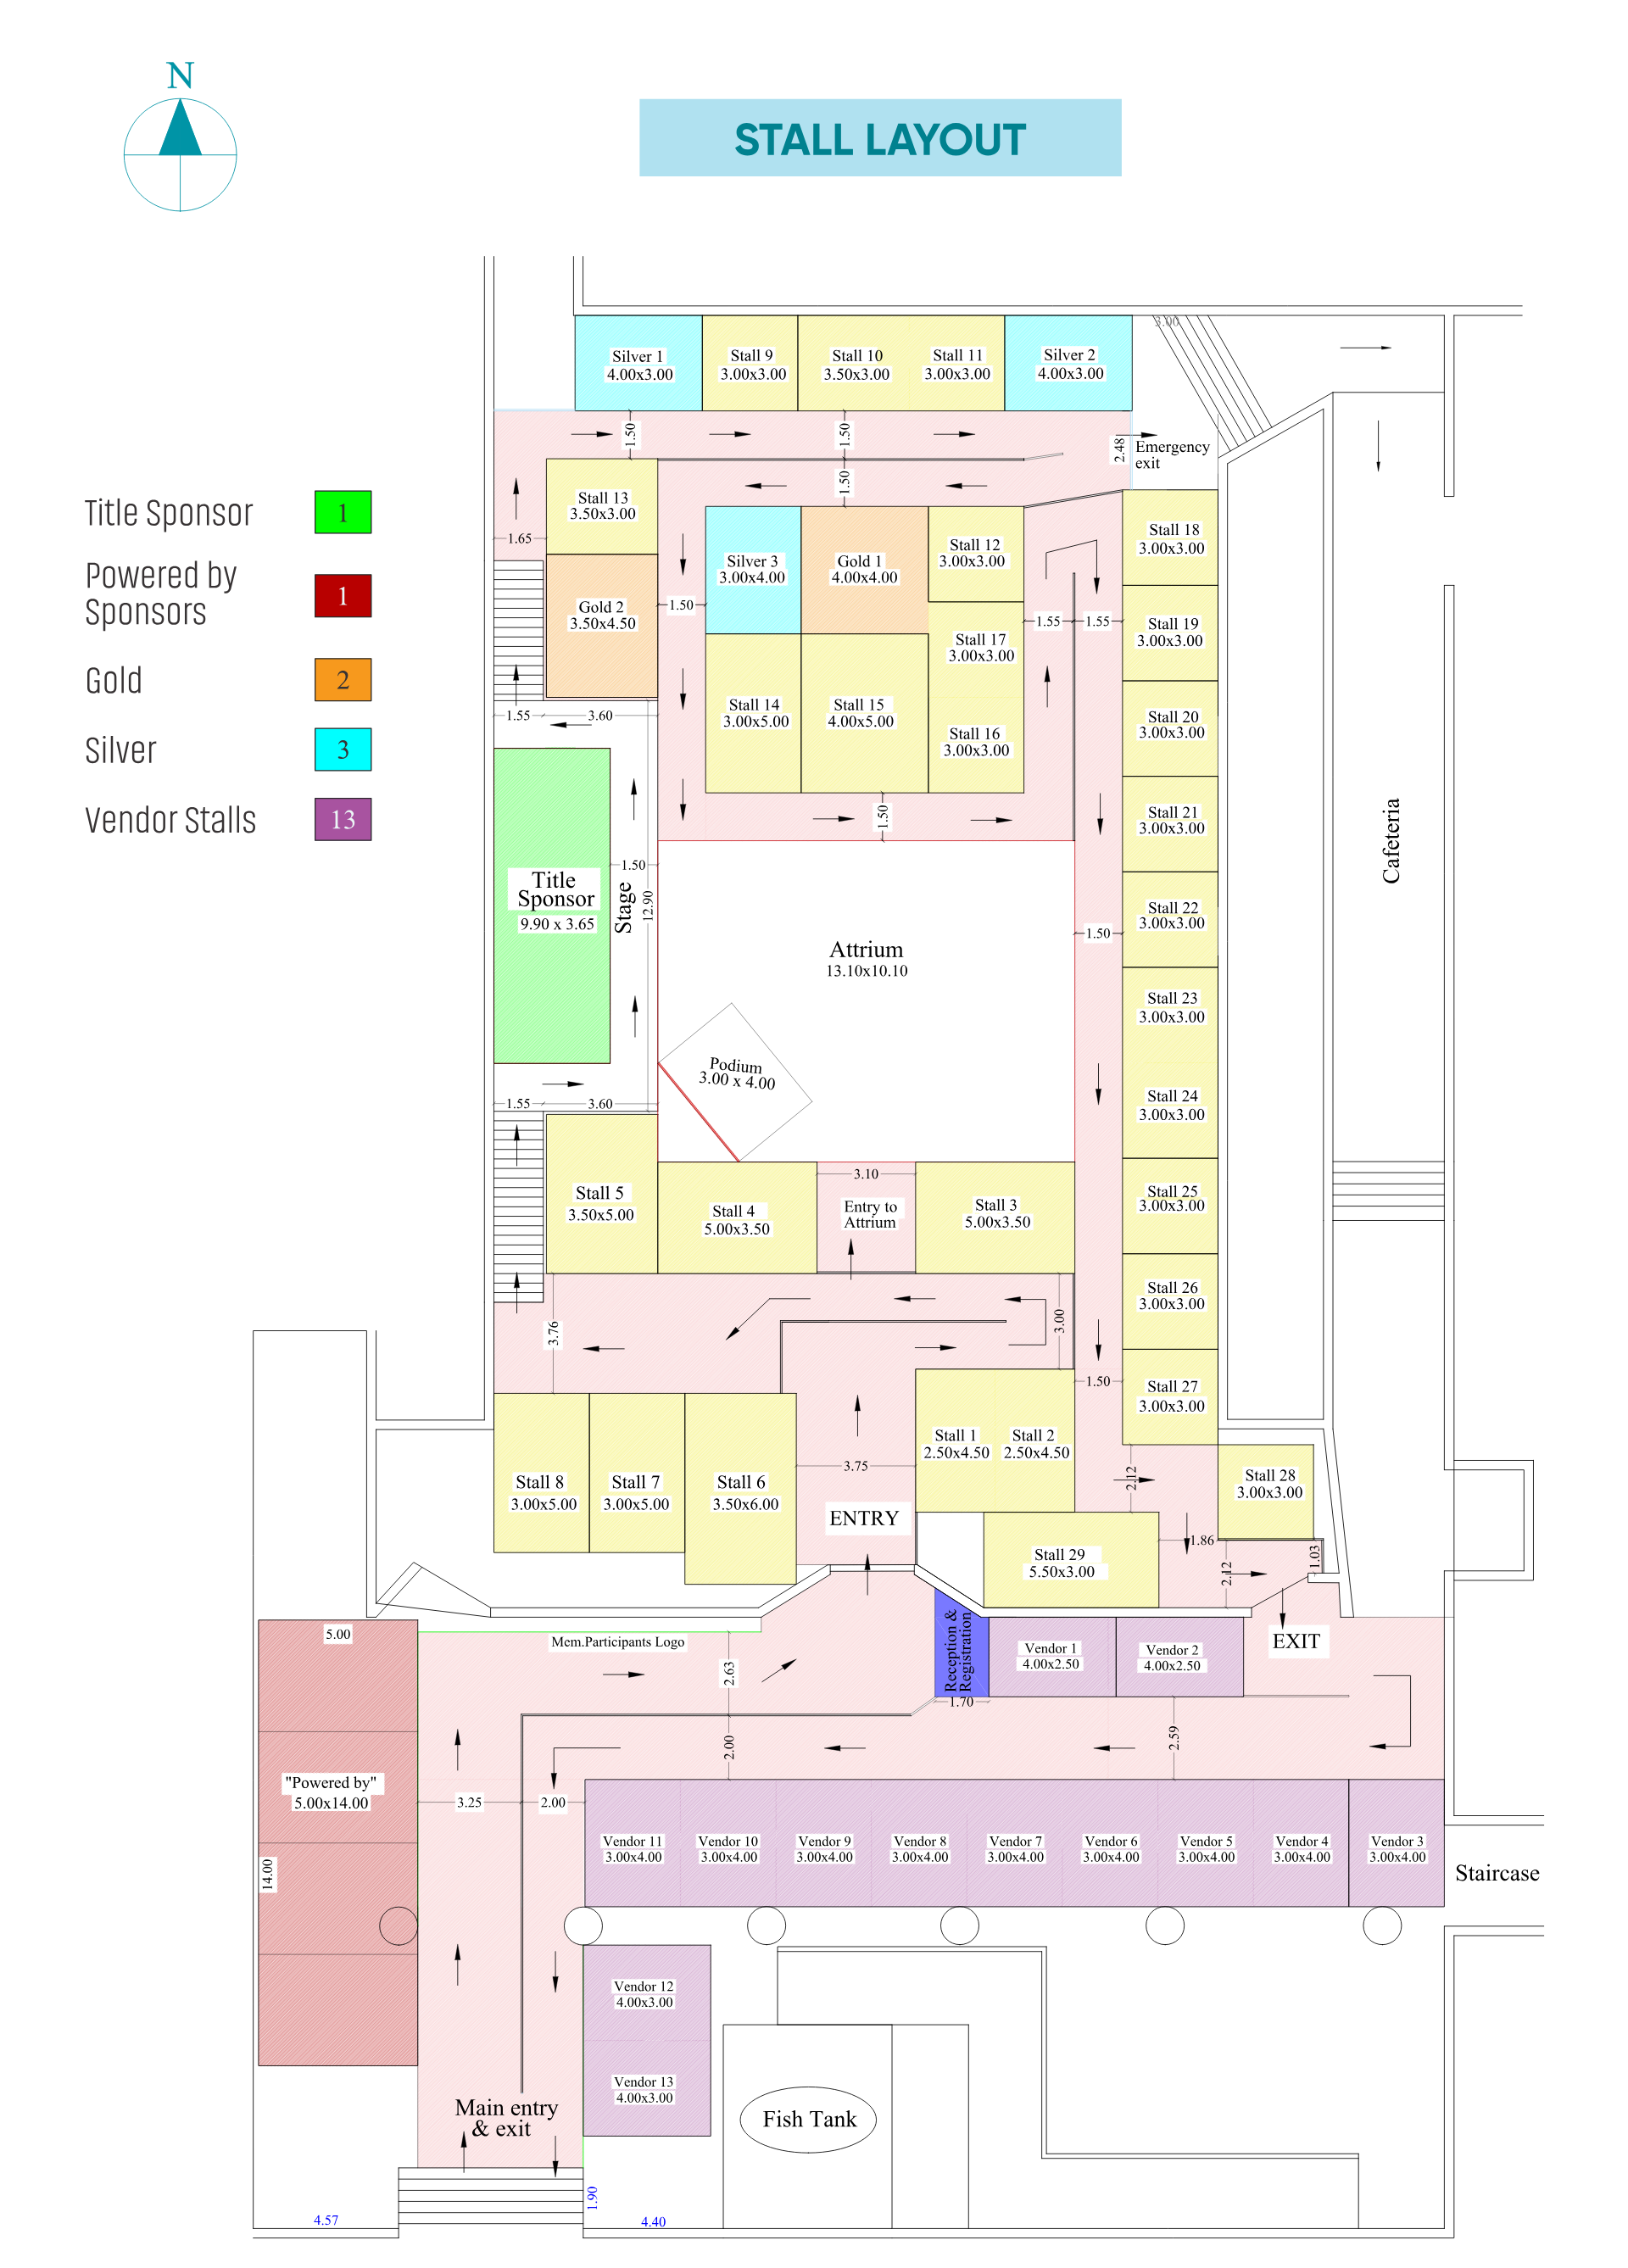 N
STALL LAYOUT
Title Sponsor
1
Powered by
Sponsors
1
Gold
2
Silver
3
Vendor Stalls
13
3.00
Silver 1
4.00x3.00
Stall 9
3.00x3.00
Stall 10
3.50x3.00
Stall 11
3.00x3.00
Silver 2
4.00x3.00
1.50
1.50
2.48
Emergency
exit
1.50
Stall 13
3.50x3.00
1.65
Gold 2
3.50x4.50
1.50
Silver 3
3.00x4.00
Gold 1
4.00x4.00
Stall 12
3.00x3.00
Stall 17
3.00x3.00
1.55
1.55
Stall 14
3.00x5.00
Stall 15
4.00x5.00
Stall 16
3.00x3.00
Stall 18
3.00x3.00
Stall 19
3.00x3.00
Stall 20
3.00x3.00
Stall 21
3.00x3.00
Stall 22
3.00x3.00
Stall 23
3.00x3.00
Stall 24
3.00x3.00
Stall 25
3.00x3.00
Stall 26
3.00x3.00
Stall 27
3.00x3.00
Stall 28
3.00x3.00
Cafeteria
1.55
3.60
1.50
1.50
Title
Sponsor
9.90 x 3.65
Stage
12.90
Attrium
13.10x10.10
1.50
Podium
3.00 x 4.00
1.55
3.60
Stall 5
3.50x5.00
Stall 4
5.00x3.50
3.10
Entry to
Attrium
Stall 3
5.00x3.50
3.76
3.00
1.50
Stall 8
3.00x5.00
Stall 7
3.00x5.00
Stall 6
3.50x6.00
3.75
ENTRY
Stall 1
2.50x4.50
Stall 2
2.50x4.50
2.12
Stall 29
5.50x3.00
1.86
2.12
1.03
EXIT
5.00
Mem.Participants Logo
2.63
Reception &
Registration
1.70
Vendor 1
4.00x2.50
Vendor 2
4.00x2.50
2.00
2.59
"Powered by"
5.00x14.00
14.00
3.25
2.00
Vendor 11
3.00x4.00
Vendor 10
3.00x4.00
Vendor 9
3.00x4.00
Vendor 8
3.00x4.00
Vendor 7
3.00x4.00
Vendor 6
3.00x4.00
Vendor 5
3.00x4.00
Vendor 4
3.00x4.00
Vendor 3
3.00x4.00
Staircase
Vendor 12
4.00x3.00
Vendor 13
4.00x3.00
Main entry
& exit
Fish Tank
1.90
4.57
4.40